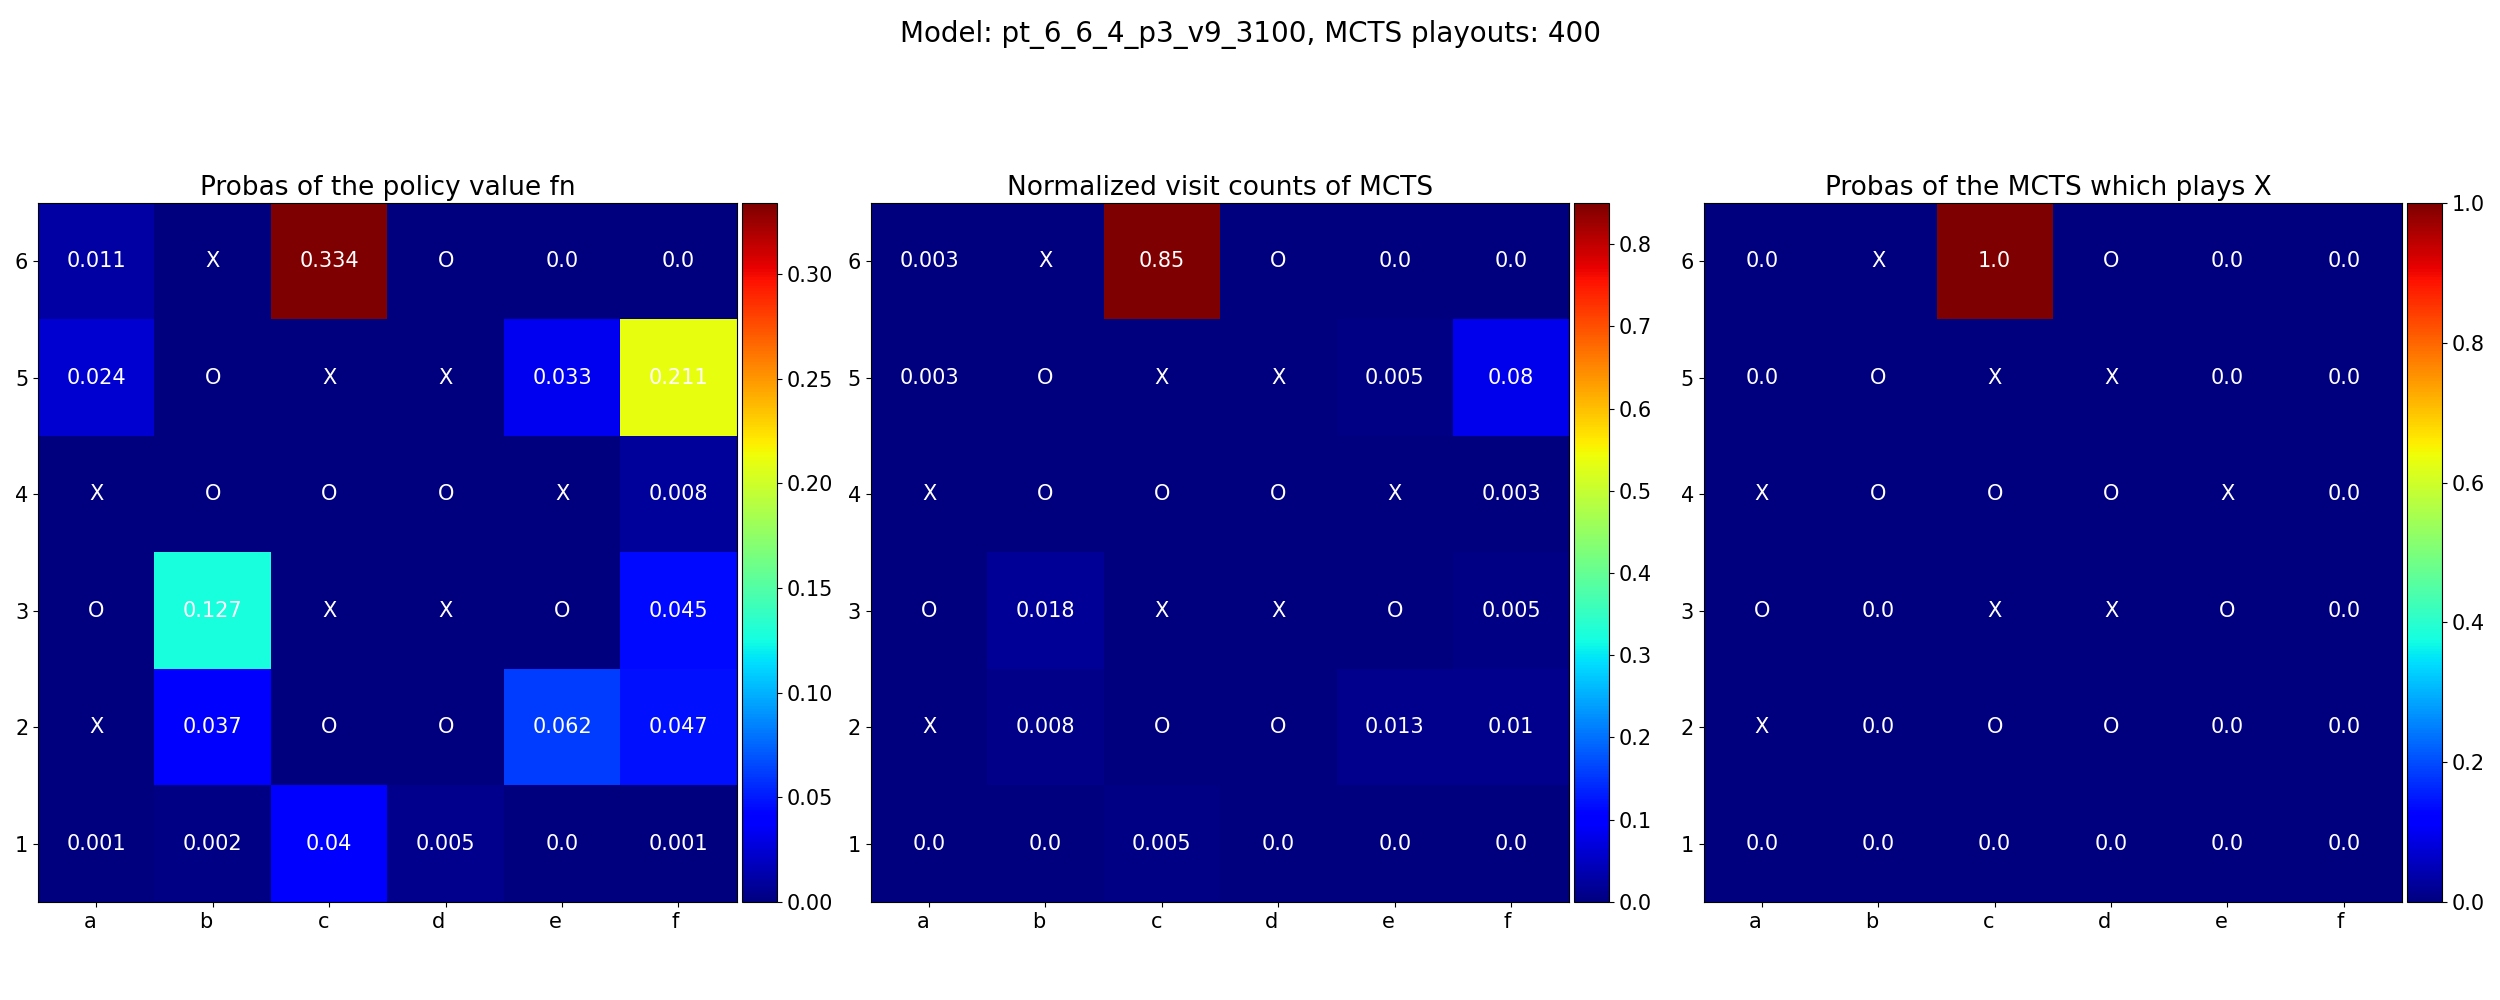 Model: pt_6_6_4_p3_v9_3100, MCTS playouts: 400
Probas of the policy value fn
6 0.011 X 0.334 O 0.0 0.0
5 0.024 O X X 0.033 0.211
4 X O O O X 0.008
3 O 0.127 X X O 0.045
2 X 0.037 O O 0.062 0.047
1 0.001 0.002 0.04 0.005 0.0 0.001
a b c d e f
0.30
0.25
0.20
0.15
0.10
0.05
0.00
Normalized visit counts of MCTS
6 0.003 X 0.85 O 0.0 0.0
5 0.003 O X X 0.005 0.08
4 X O O O X 0.003
3 O 0.018 X X O 0.005
2 X 0.008 O O 0.013 0.01
1 0.0 0.0 0.005 0.0 0.0 0.0
a b c d e f
0.8
0.7
0.6
0.5
0.4
0.3
0.2
0.1
0.0
Probas of the MCTS which plays X
6 0.0 X 1.0 O 0.0 0.0
5 0.0 O X X 0.0 0.0
4 X O O O X 0.0
3 O 0.0 X X O 0.0
2 X 0.0 O O 0.0 0.0
1 0.0 0.0 0.0 0.0 0.0 0.0
a b c d e f
1.0
0.8
0.6
0.4
0.2
0.0